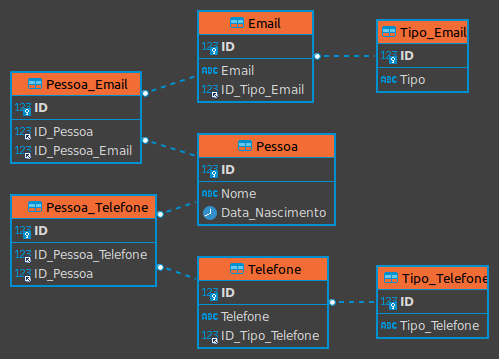 Email
123 ID
ABC Email
123 ID_Tipo_Email
Tipo_Email
123 ID
ABC Tipo
Pessoa_Email
123 ID
123 ID_Pessoa
123 ID_Pessoa_Email
Pessoa
123 ID
ABC Nome
Data_Nascimento
Pessoa_Telefone
123 ID
123 ID_Pessoa_Telefone
123 ID_Pessoa
Telefone
123 ID
ABC Telefone
123 ID_Tipo_Telefone
Tipo_Telefone
123 ID
ABC Tipo_Telefone